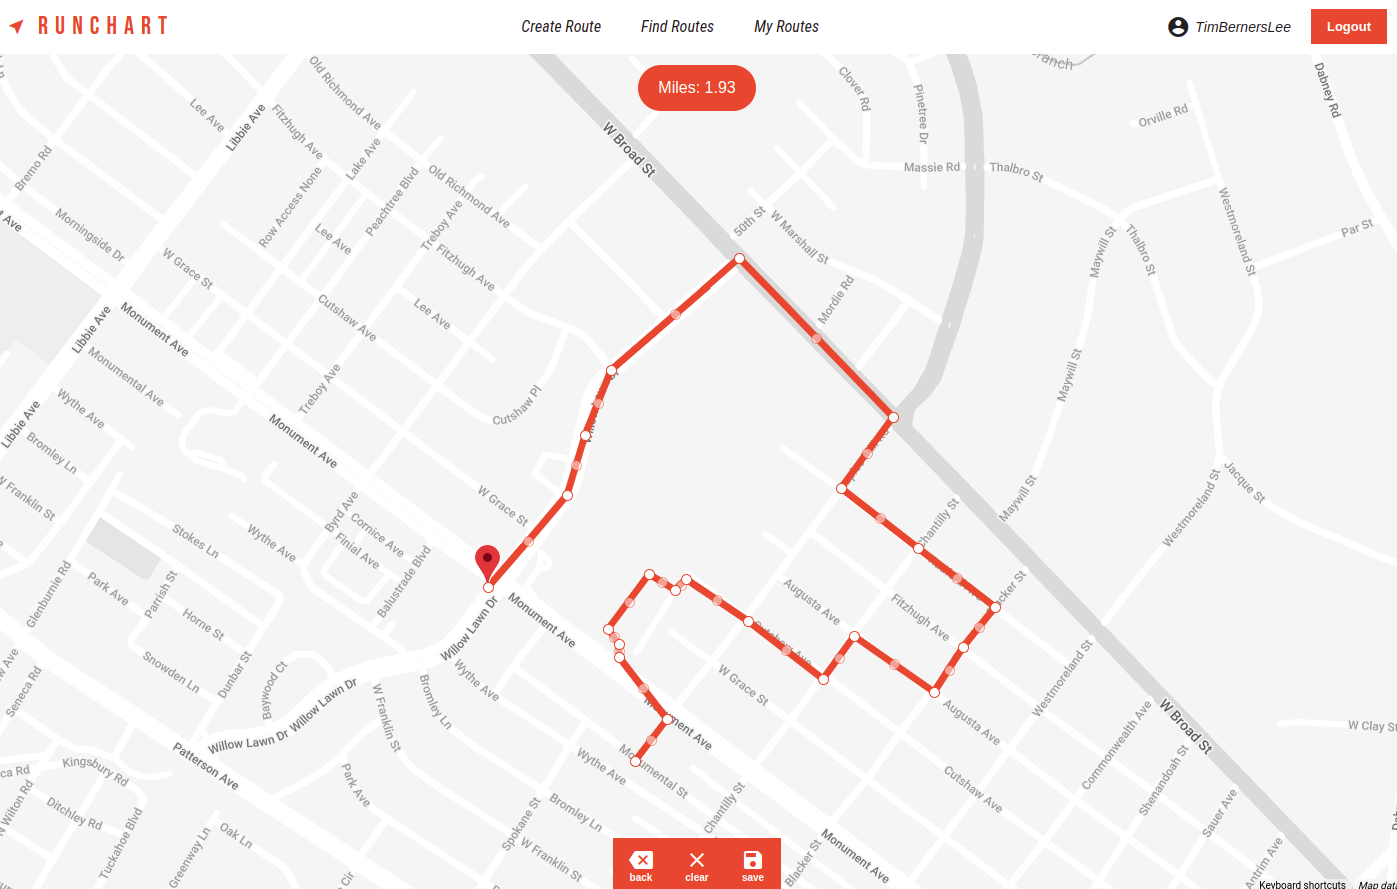 RUNCHART
Create Route
Find Routes
My Routes
TimBernersLee
Logout
Miles: 1.93
Old Richmond Ave
Lee Ave
Libbie Ave
Fitzhugh Ave
Lake Ave
W Broad St
Clover Rd
Pinetree Dr
Massie Rd
Thalbro St
Orville Rd
Dabney Rd
Bremo Rd
Row Access None
Peachtree Blvd
Old Richmond Ave
Treboy Ave
Fitzhugh Ave
Lee Ave
50th St
W Marshall St
Westmoreland St
Par St
Maywill St
Thalbro St
Morningside Dr
W Grace St
Mordie Rd
Cutshaw Ave
Lee Ave
Monument Ave
Libbie Ave
Monumental Ave
Treboy Ave
Cutshaw Pl
Maywill St
Wythe Ave
Libbie Ave
Monument Ave
Bromley Ln
W Franklin St
W Grace St
Byrd Ave
Cornice Ave
Finial Ave
Chantilly St
Maywill St
Jacque St
Westmoreland St
Stokes Ln
Wythe Ave
Balustrade Blvd
Glenburnie Rd
Park Ave
Parrish St
Home St
Willow Lawn Dr
Monument Ave
Augusta Ave
Fitzhugh Ave
Cutshaw Ave
Snowden Ln
Dunbar St
Baywood Ct
Willow Lawn Dr
Willow Lawn Dr
W Franklin St
Bromley Ln
Wythe Ave
W Grace St
Westmoreland St
Seneca Rd
Augusta Ave
Commonwealth Ave
W Broad St
W Clay St
Patterson Ave
Monument Ave
Monumental St
Wythe Ave
Kingsbury Rd
Park Ave
Cutshaw Ave
Shenandoah St
N Wilton Rd
Ditchley Rd
Tuckahoe Blvd
Greenway Ln
Oak Ln
Spokane St
Bromley Ln
W Franklin St
Chantilly St
Blacker St
Monument Ave
Sauer Ave
Antrim Ave
back
clear
save
Keyboard shortcuts